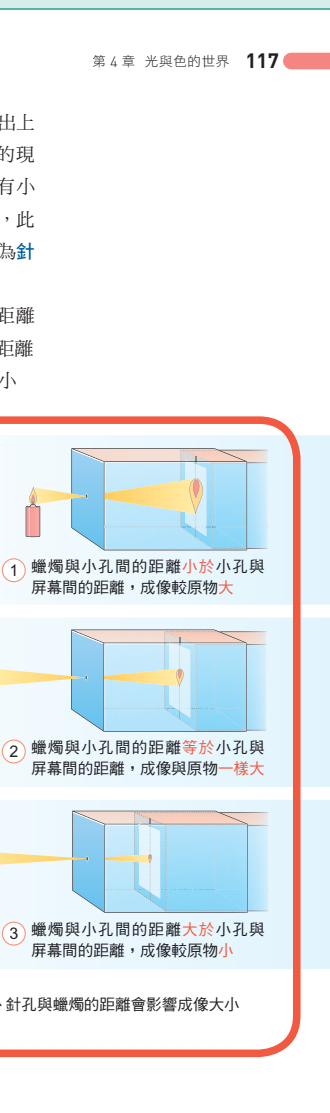 第 4 章 光與色的世界 117
出上
的現
有小
，此
為針
距離
距離
小
1 蠟燭與小孔間的距離小於小孔與
屏幕間的距離，成像較原物大
2 蠟燭與小孔間的距離等於小孔與
屏幕間的距離，成像與原物一樣大
3 蠟燭與小孔間的距離大於小孔與
屏幕間的距離，成像較原物小
、針孔與蠟燭的距離會影響成像大小